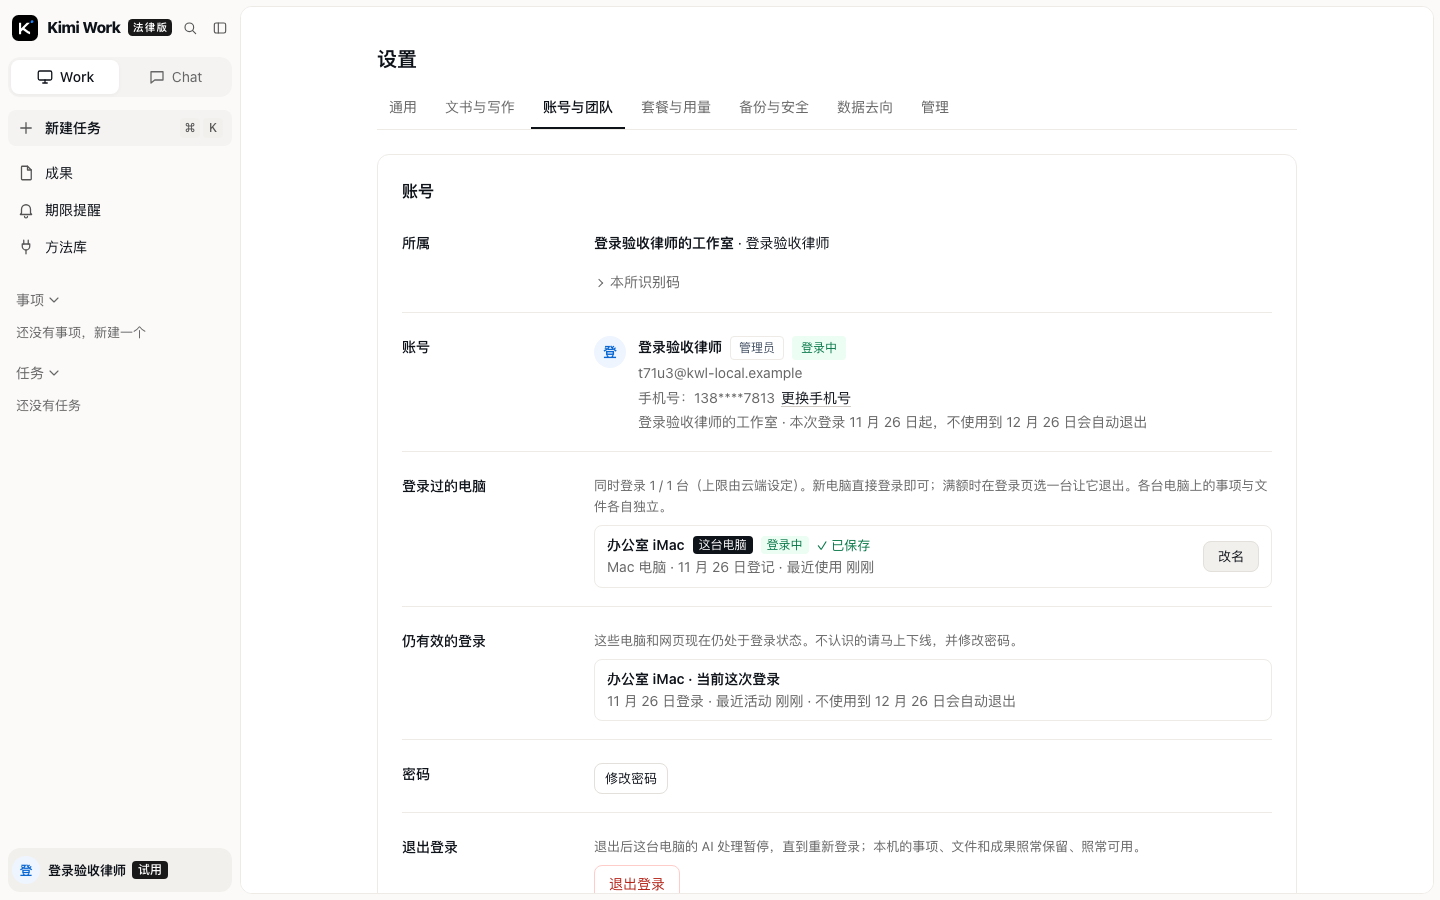 Kimi Work 法律版
Work
Chat
新建任务 ⌘ K
成果
期限提醒
方法库
事项
还没有事项，新建一个
任务
还没有任务
登 登录验收律师 试用
设置
通用 文书与写作 账号与团队 套餐与用量 备份与安全 数据去向 管理
账号
所属
登录验收律师的工作室 · 登录验收律师
本所识别码
账号
登 登录验收律师 管理员 登录中
t71u3@kwl-local.example
手机号：138****7813 更换手机号
登录验收律师的工作室 · 本次登录 11 月 26 日起，不使用到 12 月 26 日会自动退出
登录过的电脑
同时登录 1 / 1 台（上限由云端设定）。新电脑直接登录即可；满额时在登录页选一台让它退出。各台电脑上的事项与文
件各自独立。
办公室 iMac 这台电脑 登录中 ✓ 已保存
Mac 电脑 · 11 月 26 日登记 · 最近使用 刚刚
改名
仍有效的登录
这些电脑和网页现在仍处于登录状态。不认识的请马上下线，并修改密码。
办公室 iMac · 当前这次登录
11 月 26 日登录 · 最近活动 刚刚 · 不使用到 12 月 26 日会自动退出
密码
修改密码
退出登录
退出后这台电脑的 AI 处理暂停，直到重新登录；本机的事项、文件和成果照常保留、照常可用。
退出登录